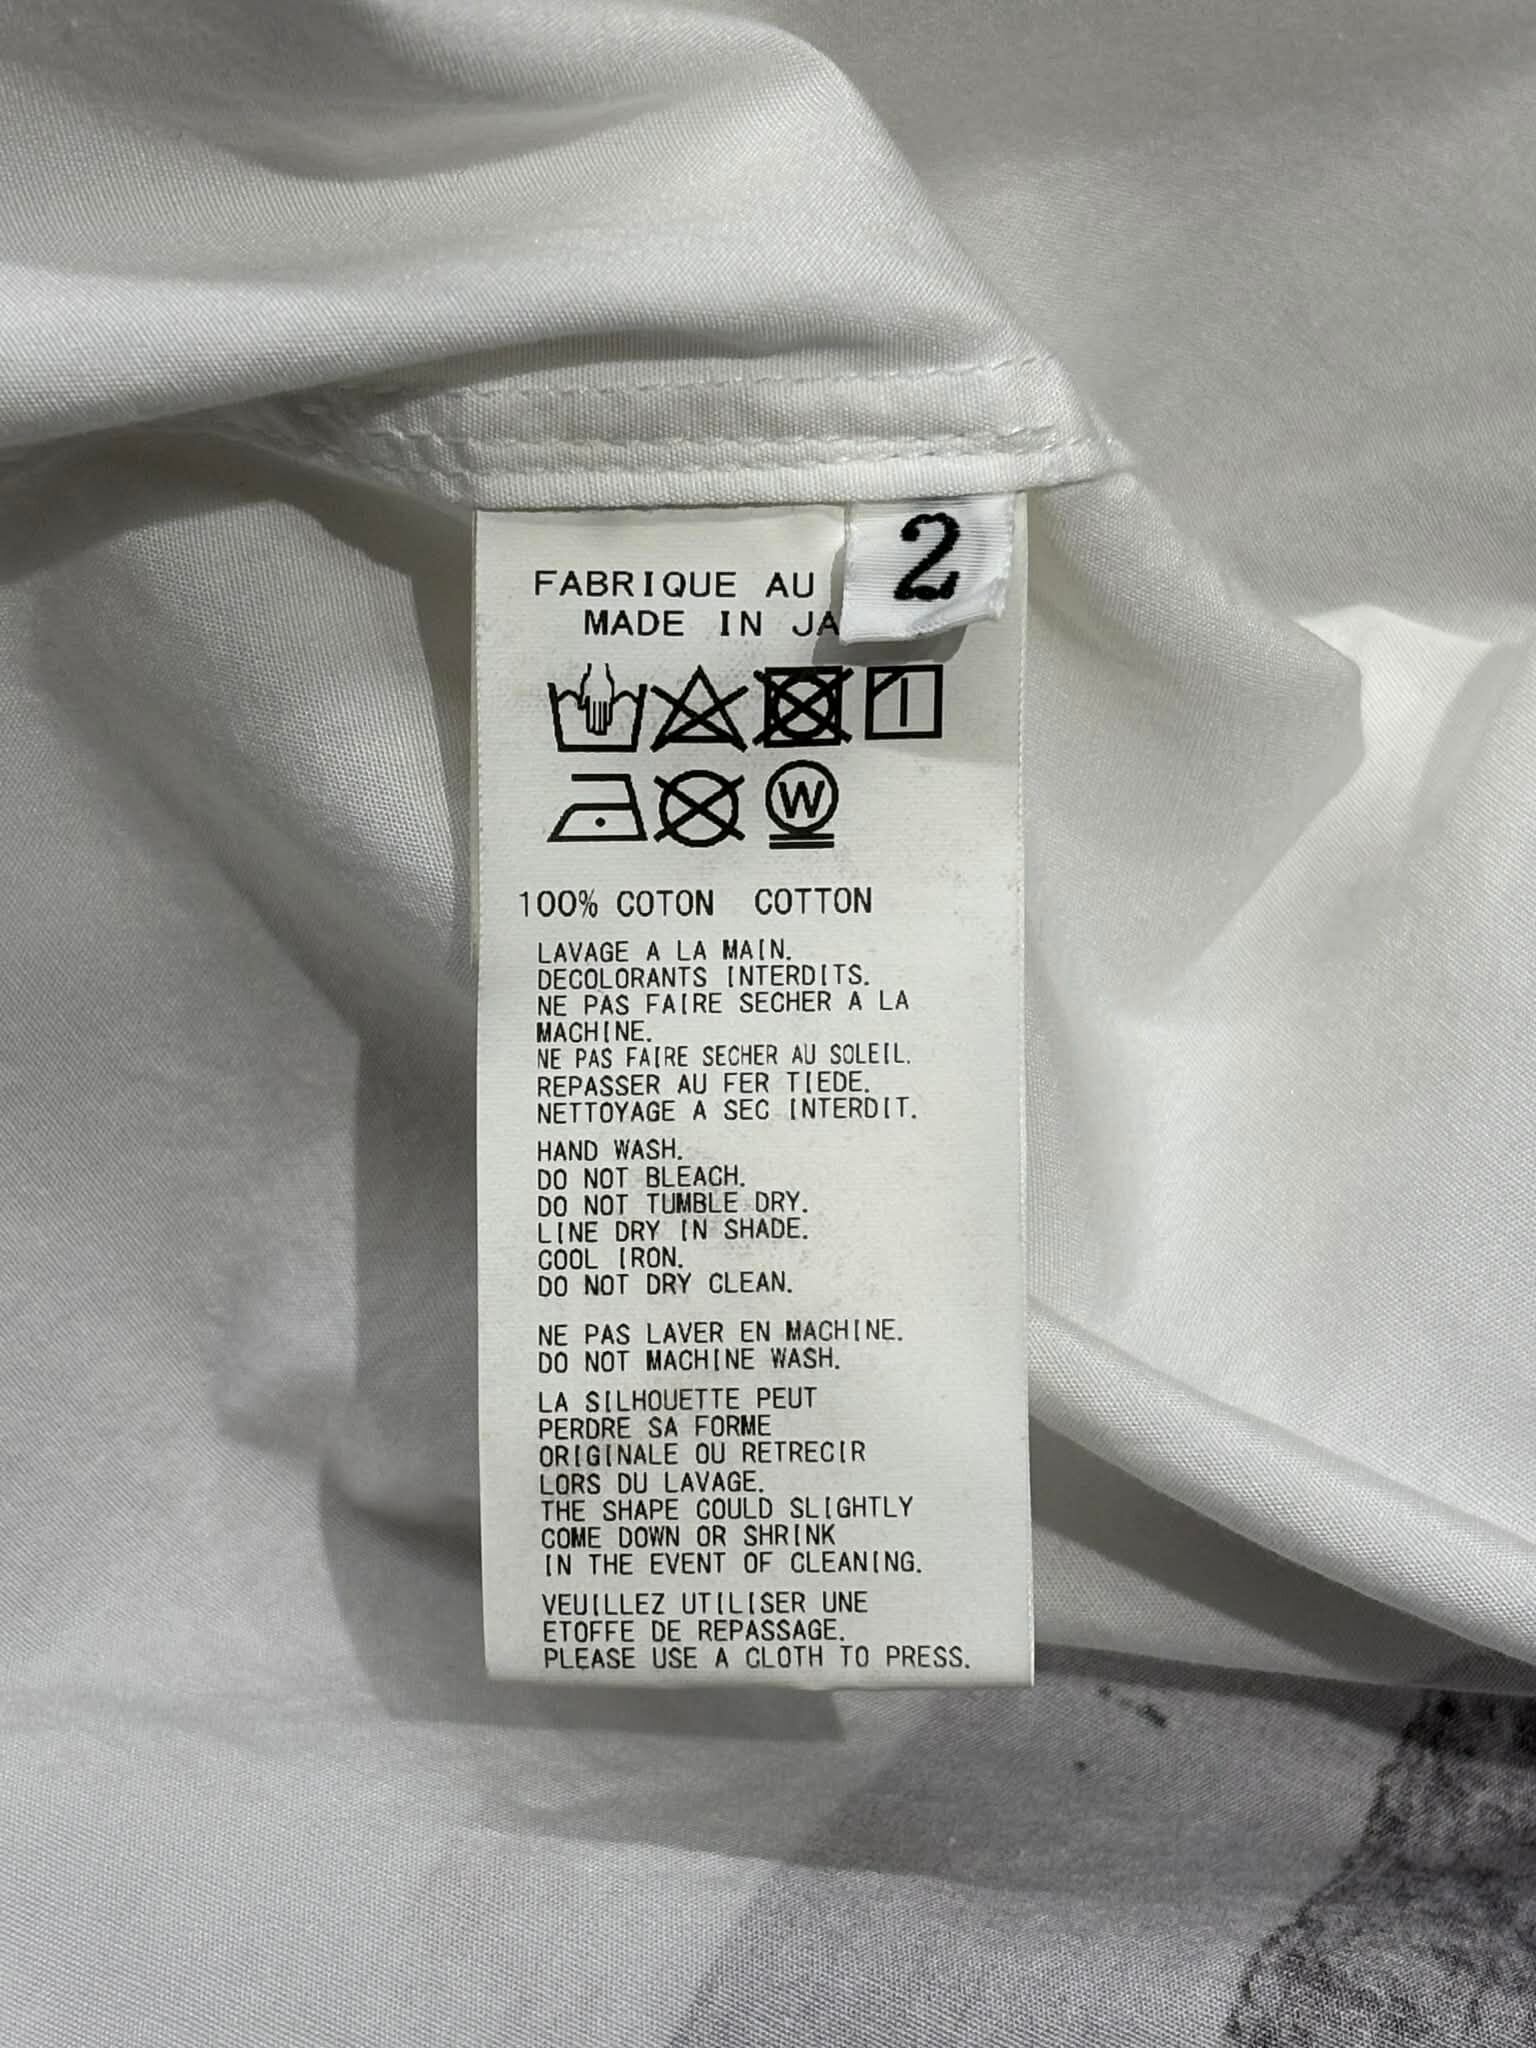 2
FABRIQUE AU
MADE IN JA
W
100% COTON COTTON
LAVAGE A LA MAIN.
DECOLORANTS INTERDITS.
NE PAS FAIRE SECHER A LA
MACHINE.
NE PAS FAIRE SECHER AU SOLEIL.
REPASSER AU FER TIEDE.
NETTOYAGE A SEC INTERDIT.
HAND WASH.
DO NOT BLEACH.
DO NOT TUMBLE DRY.
LINE DRY IN SHADE.
COOL IRON.
DO NOT DRY CLEAN.
NE PAS LAVER EN MACHINE.
DO NOT MACHINE WASH.
LA SILHOUETTE PEUT
PERDRE SA FORME
ORIGINALE OU RETRECIR
LORS DU LAVAGE.
THE SHAPE COULD SLIGHTLY
COME DOWN OR SHRINK
IN THE EVENT OF CLEANING.
VEUILLEZ UTILISER UNE
ETOFFE DE REPASSAGE.
PLEASE USE A CLOTH TO PRESS.